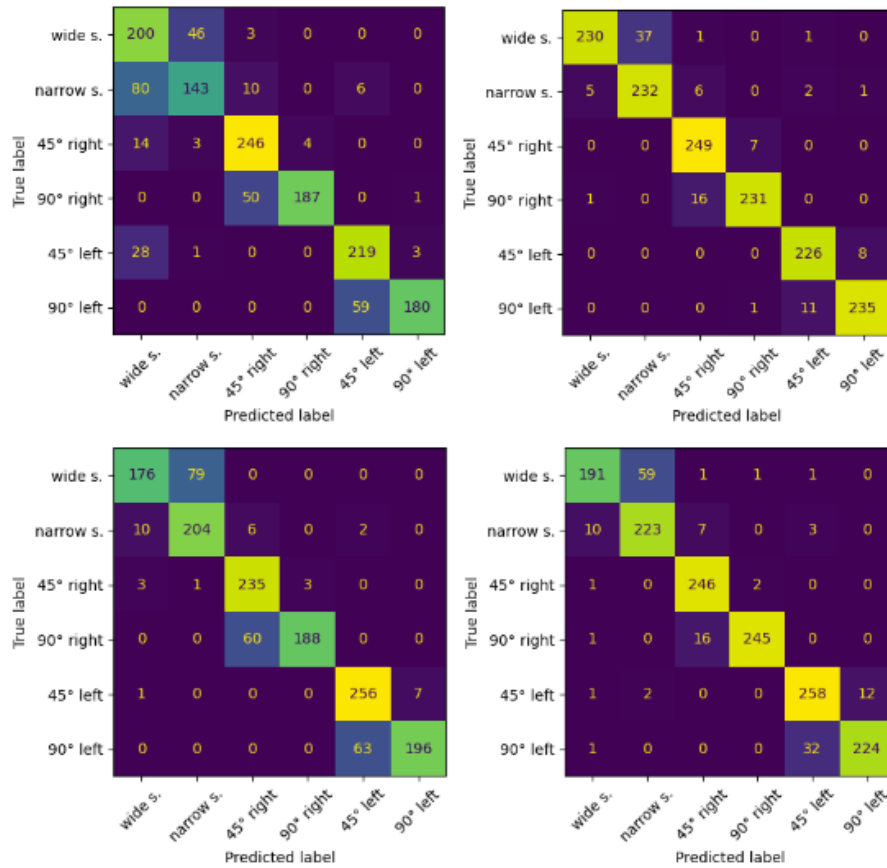 wide s. 200 46 3 0 0 0
narrow s. 80 143 10 0 6 0
45° right 14 3 246 4 0 0
90° right 0 0 50 187 0 1
45° left 28 1 0 0 219 3
90° left 0 0 0 0 59 180
True label
wide s. narrow s. 45° right 90° right 45° left 90° left
Predicted label
wide s. 230 37 1 0 1 0
narrow s. 5 232 6 0 2 1
45° right 0 0 249 7 0 0
90° right 1 0 16 231 0 0
45° left 0 0 0 0 226 8
90° left 0 0 0 1 11 235
True label
wide s. narrow s. 45° right 90° right 45° left 90° left
Predicted label
wide s. 176 79 0 0 0 0
narrow s. 10 204 6 0 2 0
45° right 3 1 235 3 0 0
90° right 0 0 60 188 0 0
45° left 1 0 0 0 256 7
90° left 0 0 0 0 63 196
True label
wide s. narrow s. 45° right 90° right 45° left 90° left
Predicted label
wide s. 191 59 1 1 1 0
narrow s. 10 223 7 0 3 0
45° right 1 0 246 2 0 0
90° right 1 0 16 245 0 0
45° left 1 2 0 0 258 12
90° left 1 0 0 0 32 224
True label
wide s. narrow s. 45° right 90° right 45° left 90° left
Predicted label